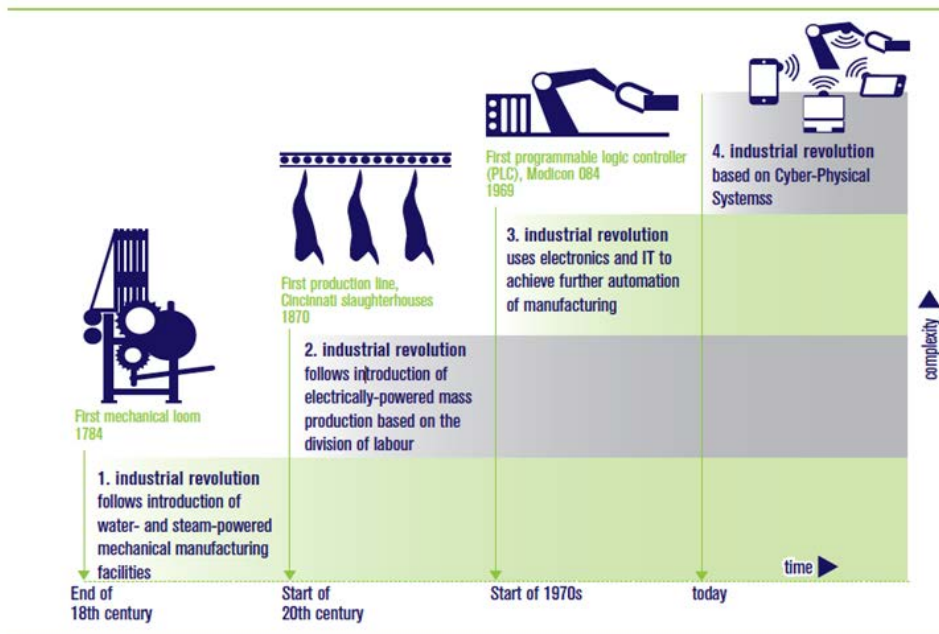 First mechanical loom
1784
1. industrial revolution
follows introduction of
water- and steam-powered
mechanical manufacturing
facilities
End of
18th century
First production line,
Cincinnati slaughterhouses
1870
2. industrial revolution
follows introduction of
electrically-powered mass
production based on the
division of labour
Start of
20th century
First programmable logic controller
(PLC), Modicon 084
1969
3. industrial revolution
uses electronics and IT to
achieve further automation
of manufacturing
Start of 1970s
4. industrial revolution
based on Cyber-Physical
Systemss
today
time
complexity